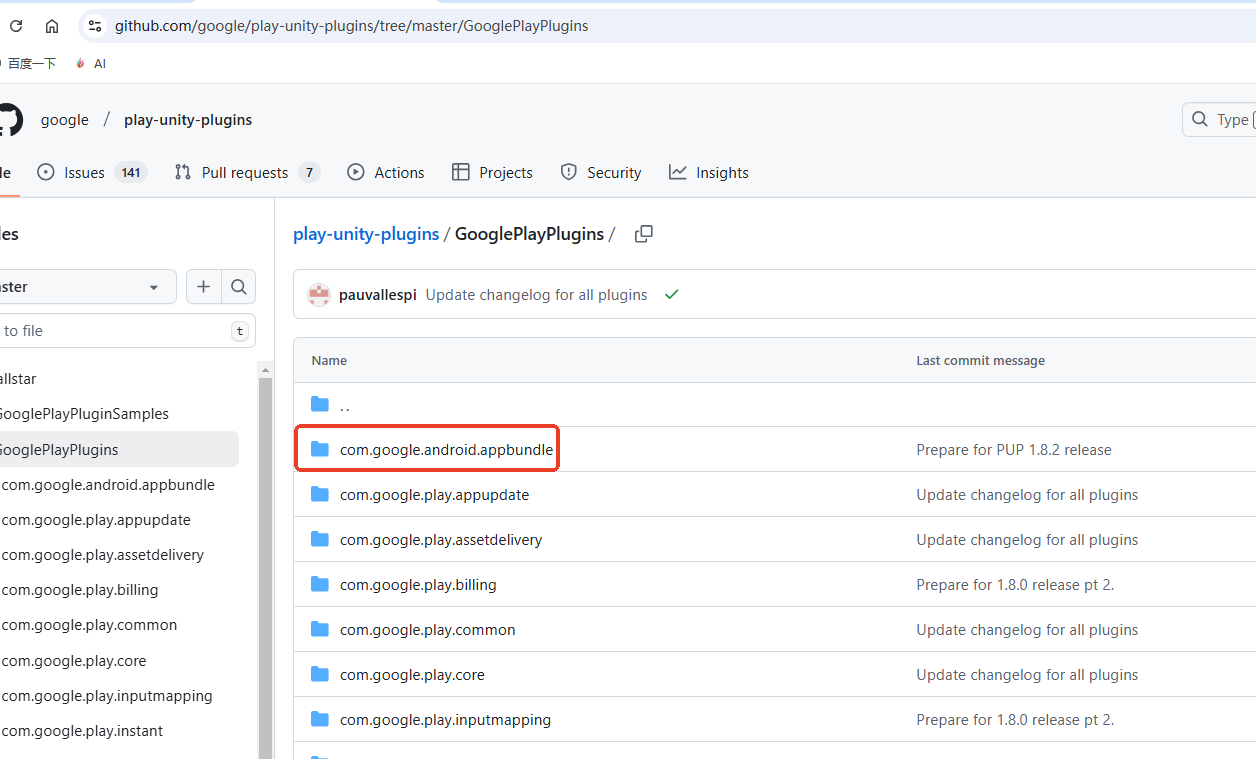 github.com/google/play-unity-plugins/tree/master/GooglePlayPlugins
百度一下 AI
google / play-unity-plugins
Type
Issues 141 Pull requests 7 Actions Projects Security Insights
play-unity-plugins / GooglePlayPlugins /
pauvallespi Update changelog for all plugins
to file t
Name Last commit message
..
GooglePlayPluginSamples
GooglePlayPlugins
com.google.android.appbundle Prepare for PUP 1.8.2 release
com.google.android.appbundle
com.google.play.appupdate Update changelog for all plugins
com.google.play.appupdate
com.google.play.assetdelivery Update changelog for all plugins
com.google.play.assetdelivery
com.google.play.billing Prepare for 1.8.0 release pt 2.
com.google.play.billing
com.google.play.common Update changelog for all plugins
com.google.play.common
com.google.play.core Update changelog for all plugins
com.google.play.core
com.google.play.inputmapping Prepare for 1.8.0 release pt 2.
com.google.play.inputmapping
com.google.play.instant